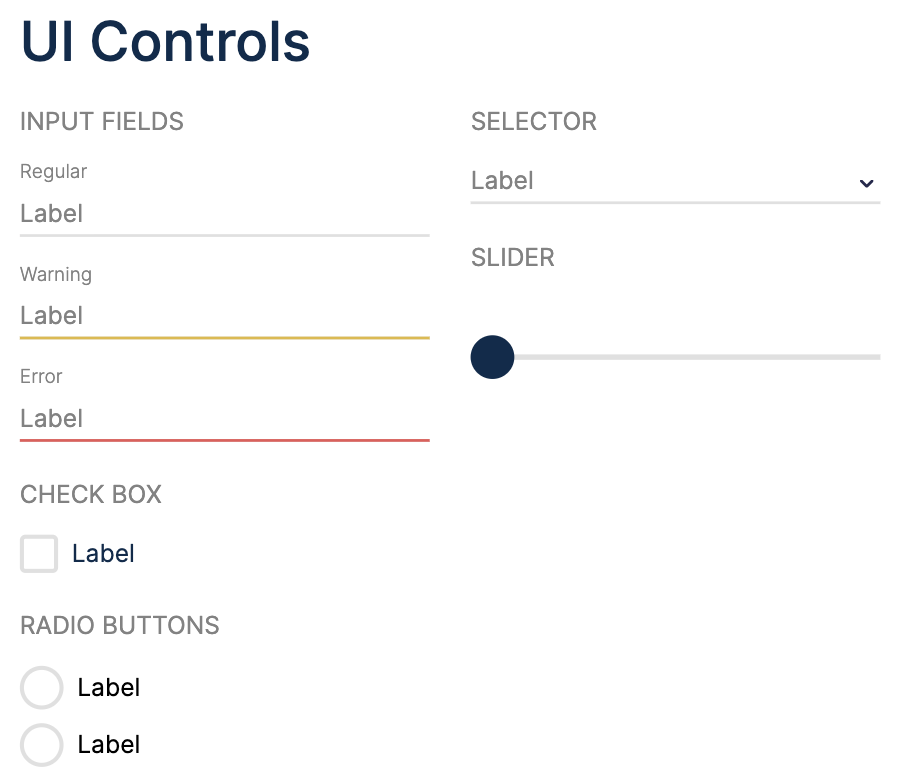 UI Controls
INPUT FIELDS
Regular
Label
Warning
Label
Error
Label
CHECK BOX
Label
RADIO BUTTONS
Label
Label
SELECTOR
Label
SLIDER